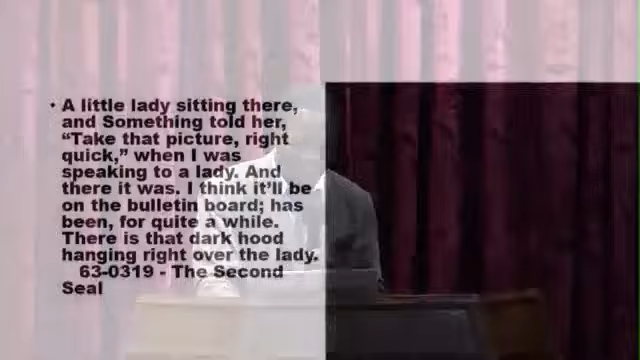 • A little lady sitting there,
and Something told her,
“Take that picture, right
quick,” when I was
speaking to a lady. And
there it was. I think it’ll be
on the bulletin board; has
been, for quite a while.
There is that dark hood
hanging right over the lady.
63-0319 - The Second
Seal